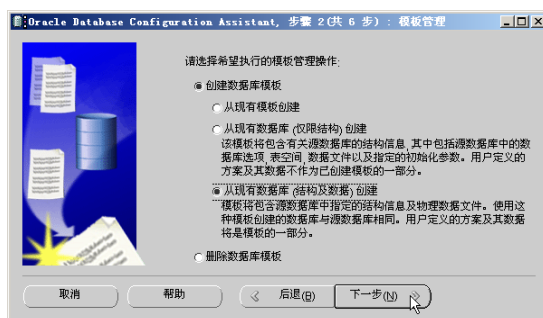 Oracle Database Configuration Assistant, 步骤 2(共 6 步) : 模板管理
请选择希望执行的模板管理操作:
创建数据库模板
从现有模板创建
从现有数据库 (仅限结构) 创建
该模板将包含有关源数据库的结构信息, 其中包括源数据库中的数
据库选项, 表空间, 数据文件以及指定的初始化参数。用户定义的
方案及其数据不作为已创建模板的一部分。
从现有数据库 (结构及数据) 创建
模板将包含源数据库中指定的结构信息及物理数据文件。使用这
种模板创建的数据库与源数据库相同。用户定义的方案及其数据
将是模板的一部分。
删除数据库模板
取消 帮助 后退(B) 下一步(N)